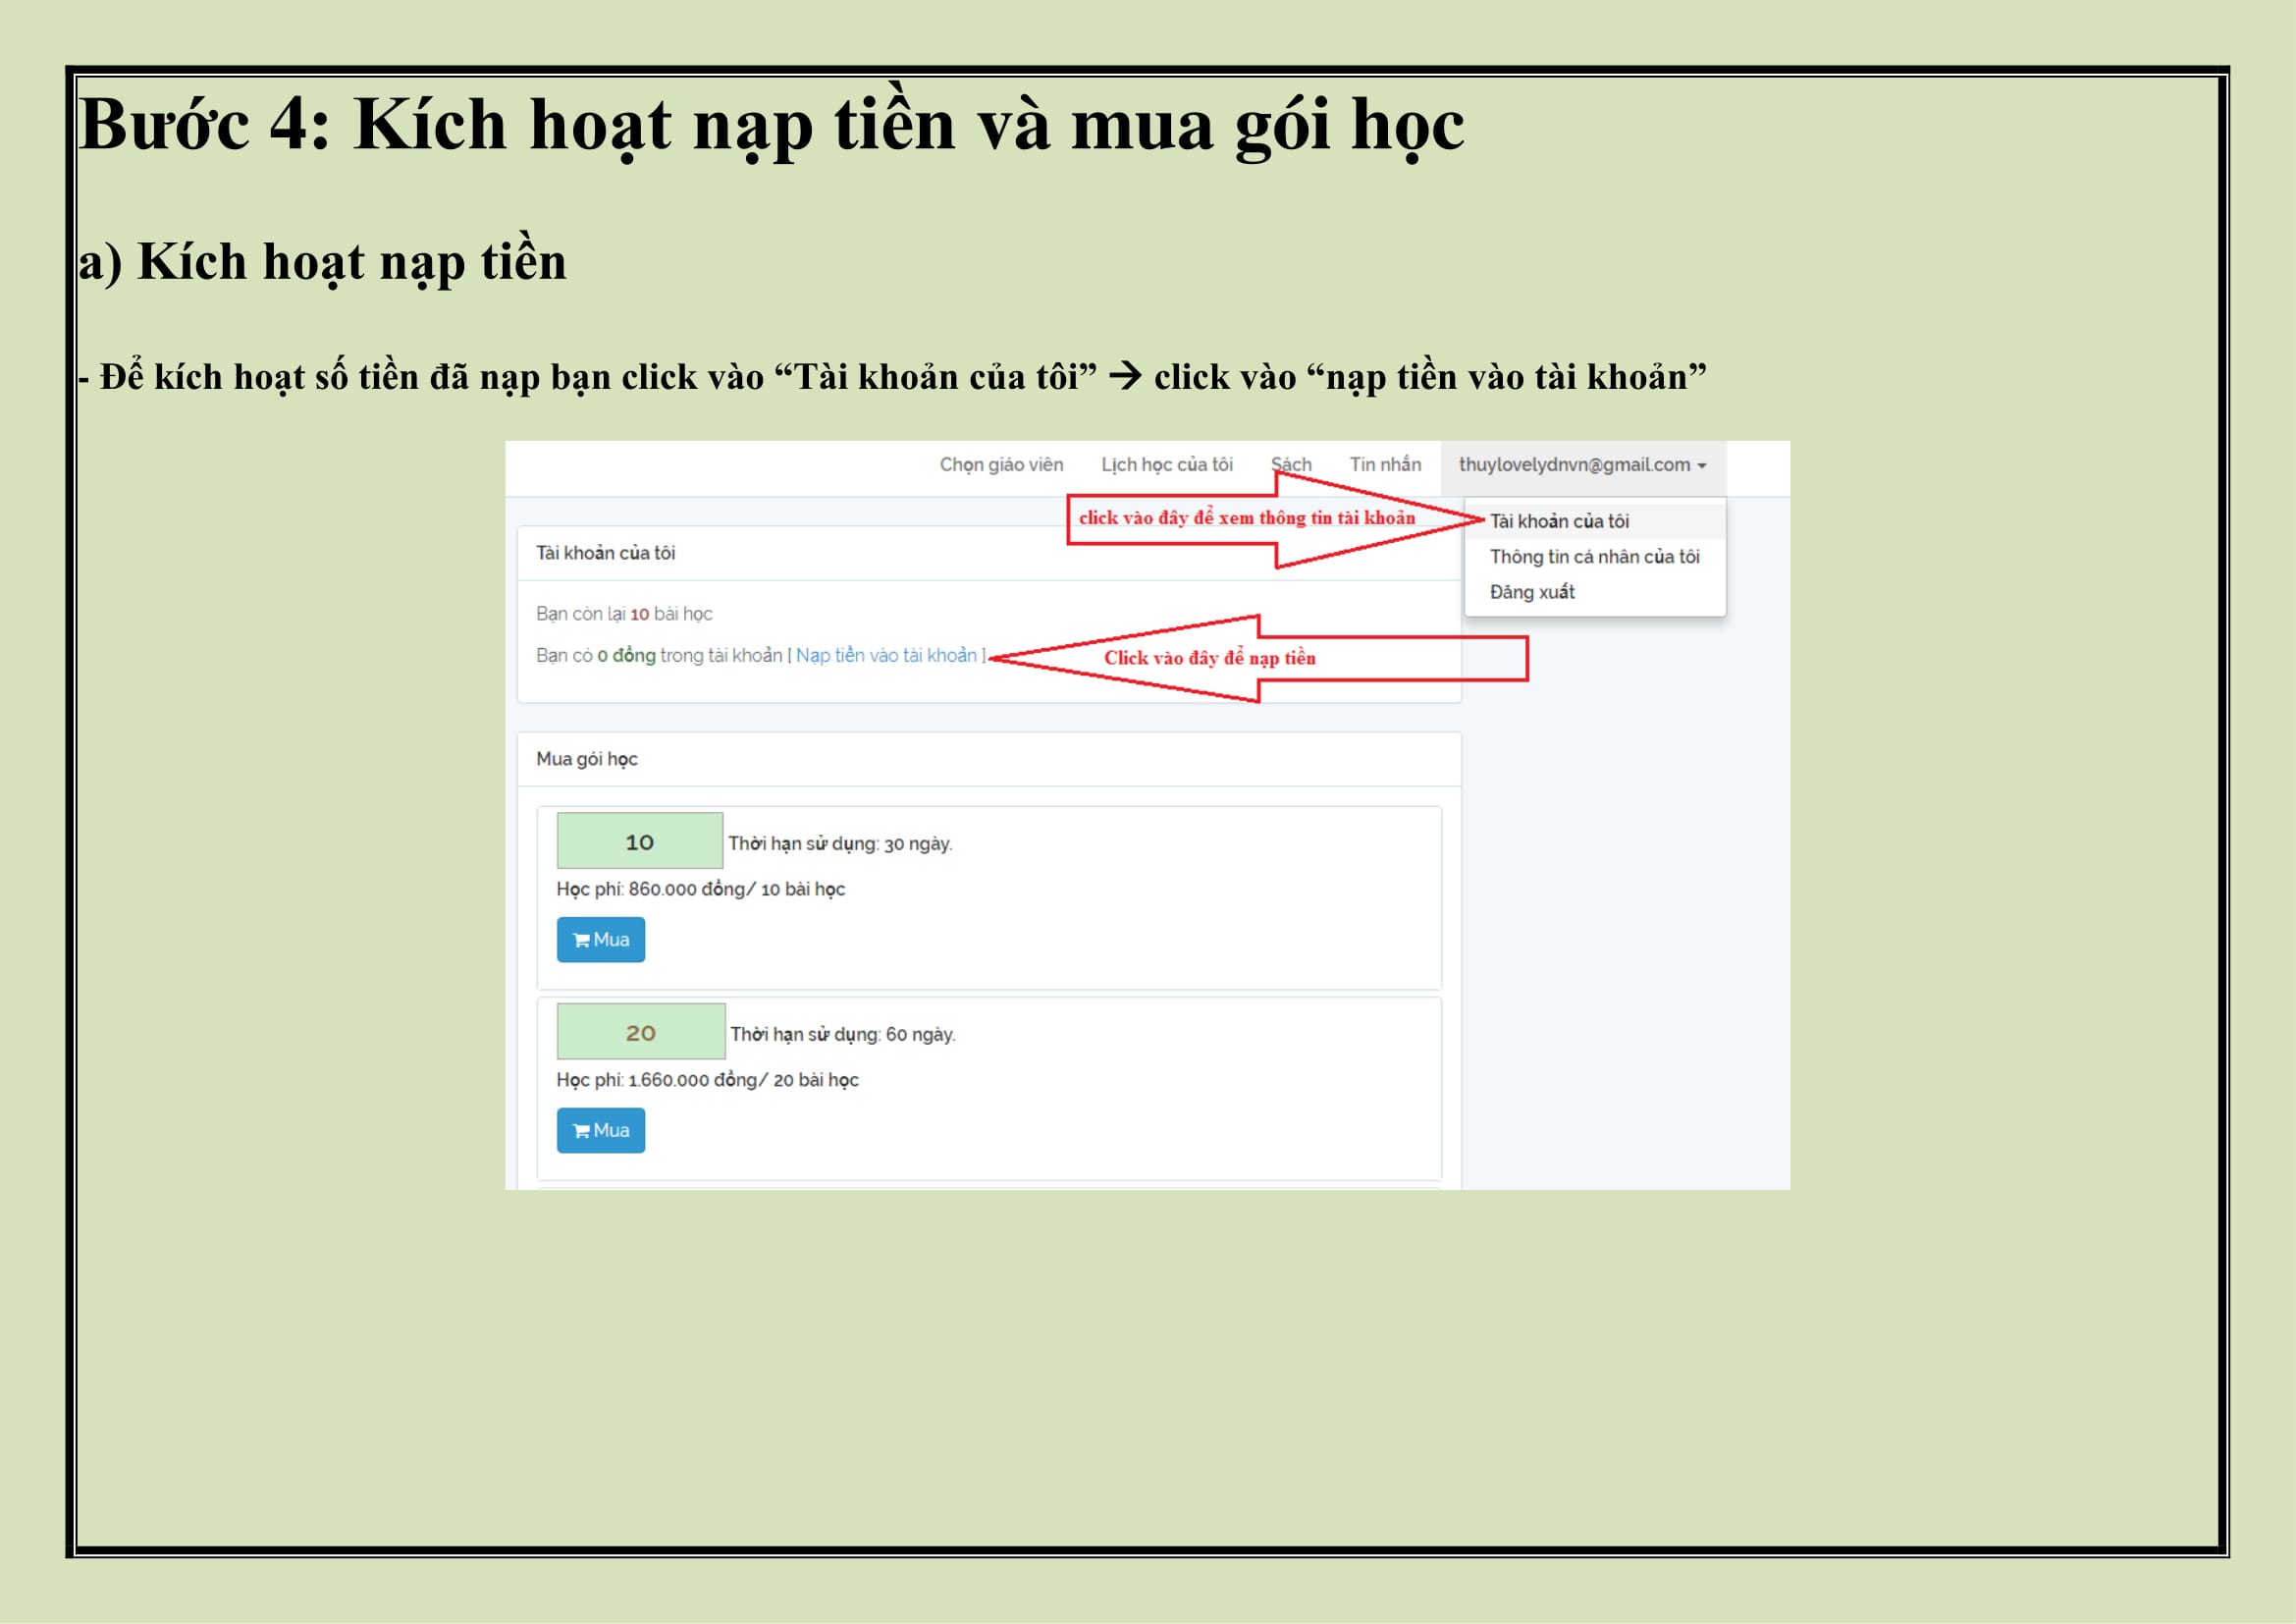 Bước 4: Kích hoạt nạp tiền và mua gói học
a) Kích hoạt nạp tiền
- Để kích hoạt số tiền đã nạp bạn click vào “Tài khoản của tôi” → click vào “nạp tiền vào tài khoản”
Chọn giáo viên Lịch học của tôi Sách Tin nhắn thuylovelydnvn@gmail.com
click vào đây để xem thông tin tài khoản
Tài khoản của tôi
Thông tin cá nhân của tôi
Đăng xuất
Tài khoản của tôi
Bạn còn lại 10 bài học
Bạn có 0 đồng trong tài khoản [ Nạp tiền vào tài khoản ]
Click vào đây để nạp tiền
Mua gói học
10 Thời hạn sử dụng: 30 ngày.
Học phí: 860.000 đồng/ 10 bài học
Mua
20 Thời hạn sử dụng: 60 ngày.
Học phí: 1.660.000 đồng/ 20 bài học
Mua